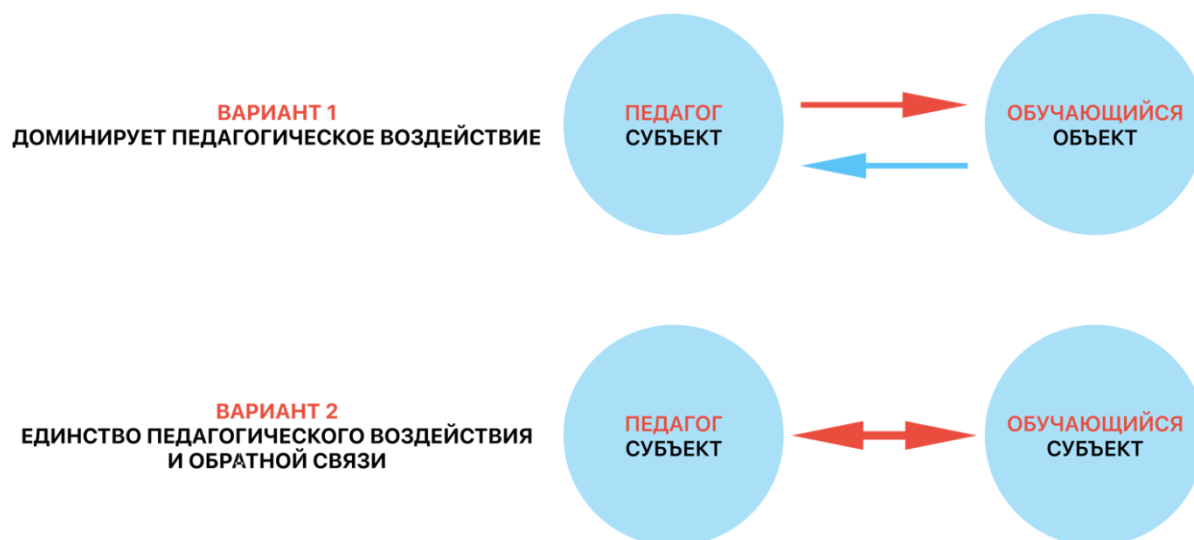 ВАРИАНТ 1
ДОМИНИРУЕТ ПЕДАГОГИЧЕСКОЕ ВОЗДЕЙСТВИЕ
ПЕДАГОГ
СУБЪЕКТ
ОБУЧАЮЩИЙСЯ
ОБЪЕКТ
ВАРИАНТ 2
ЕДИНСТВО ПЕДАГОГИЧЕСКОГО ВОЗДЕЙСТВИЯ
И ОБРАТНОЙ СВЯЗИ
ПЕДАГОГ
СУБЪЕКТ
ОБУЧАЮЩИЙСЯ
СУБЪЕКТ